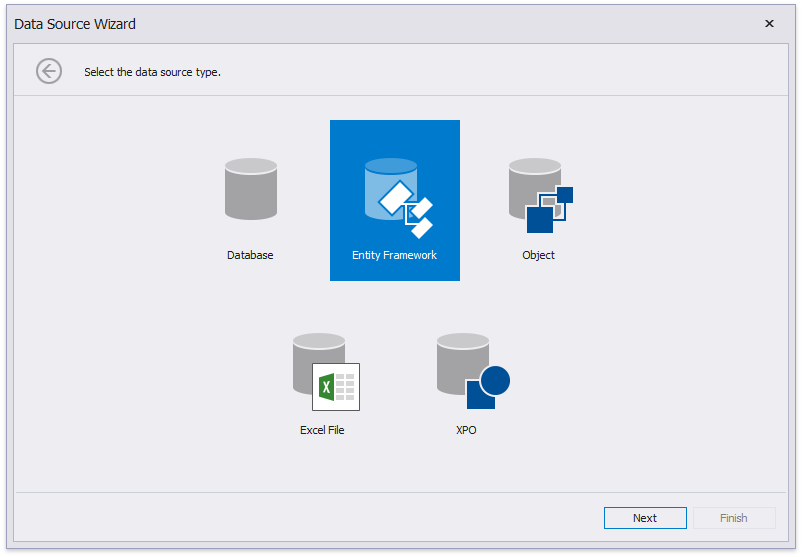 Data Source Wizard
Select the data source type.
Database
Entity Framework
Object
X
Excel File
XPO
Next
Finish